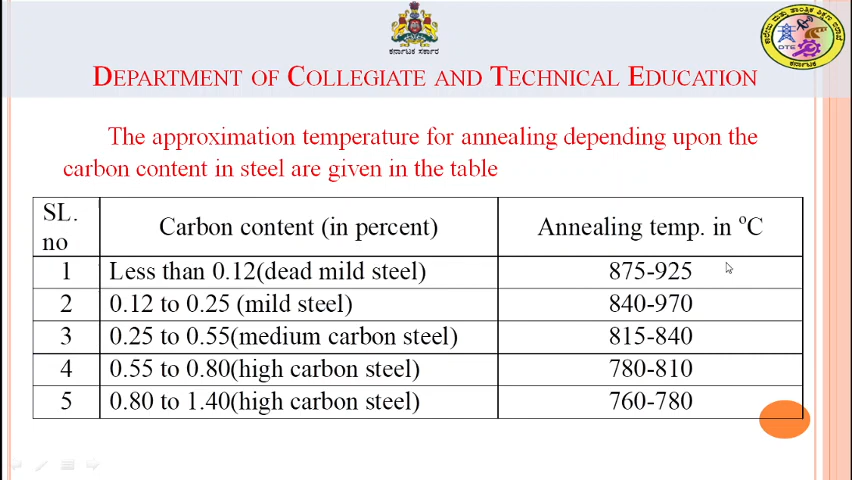 ಕರ್ನಾಟಕ ಸರ್ಕಾರ
DTE
DEPARTMENT OF COLLEGIATE AND TECHNICAL EDUCATION
The approximation temperature for annealing depending upon the
carbon content in steel are given in the table
SL. no | Carbon content (in percent) | Annealing temp. in °C
1 | Less than 0.12(dead mild steel) | 875-925
2 | 0.12 to 0.25 (mild steel) | 840-970
3 | 0.25 to 0.55(medium carbon steel) | 815-840
4 | 0.55 to 0.80(high carbon steel) | 780-810
5 | 0.80 to 1.40(high carbon steel) | 760-780